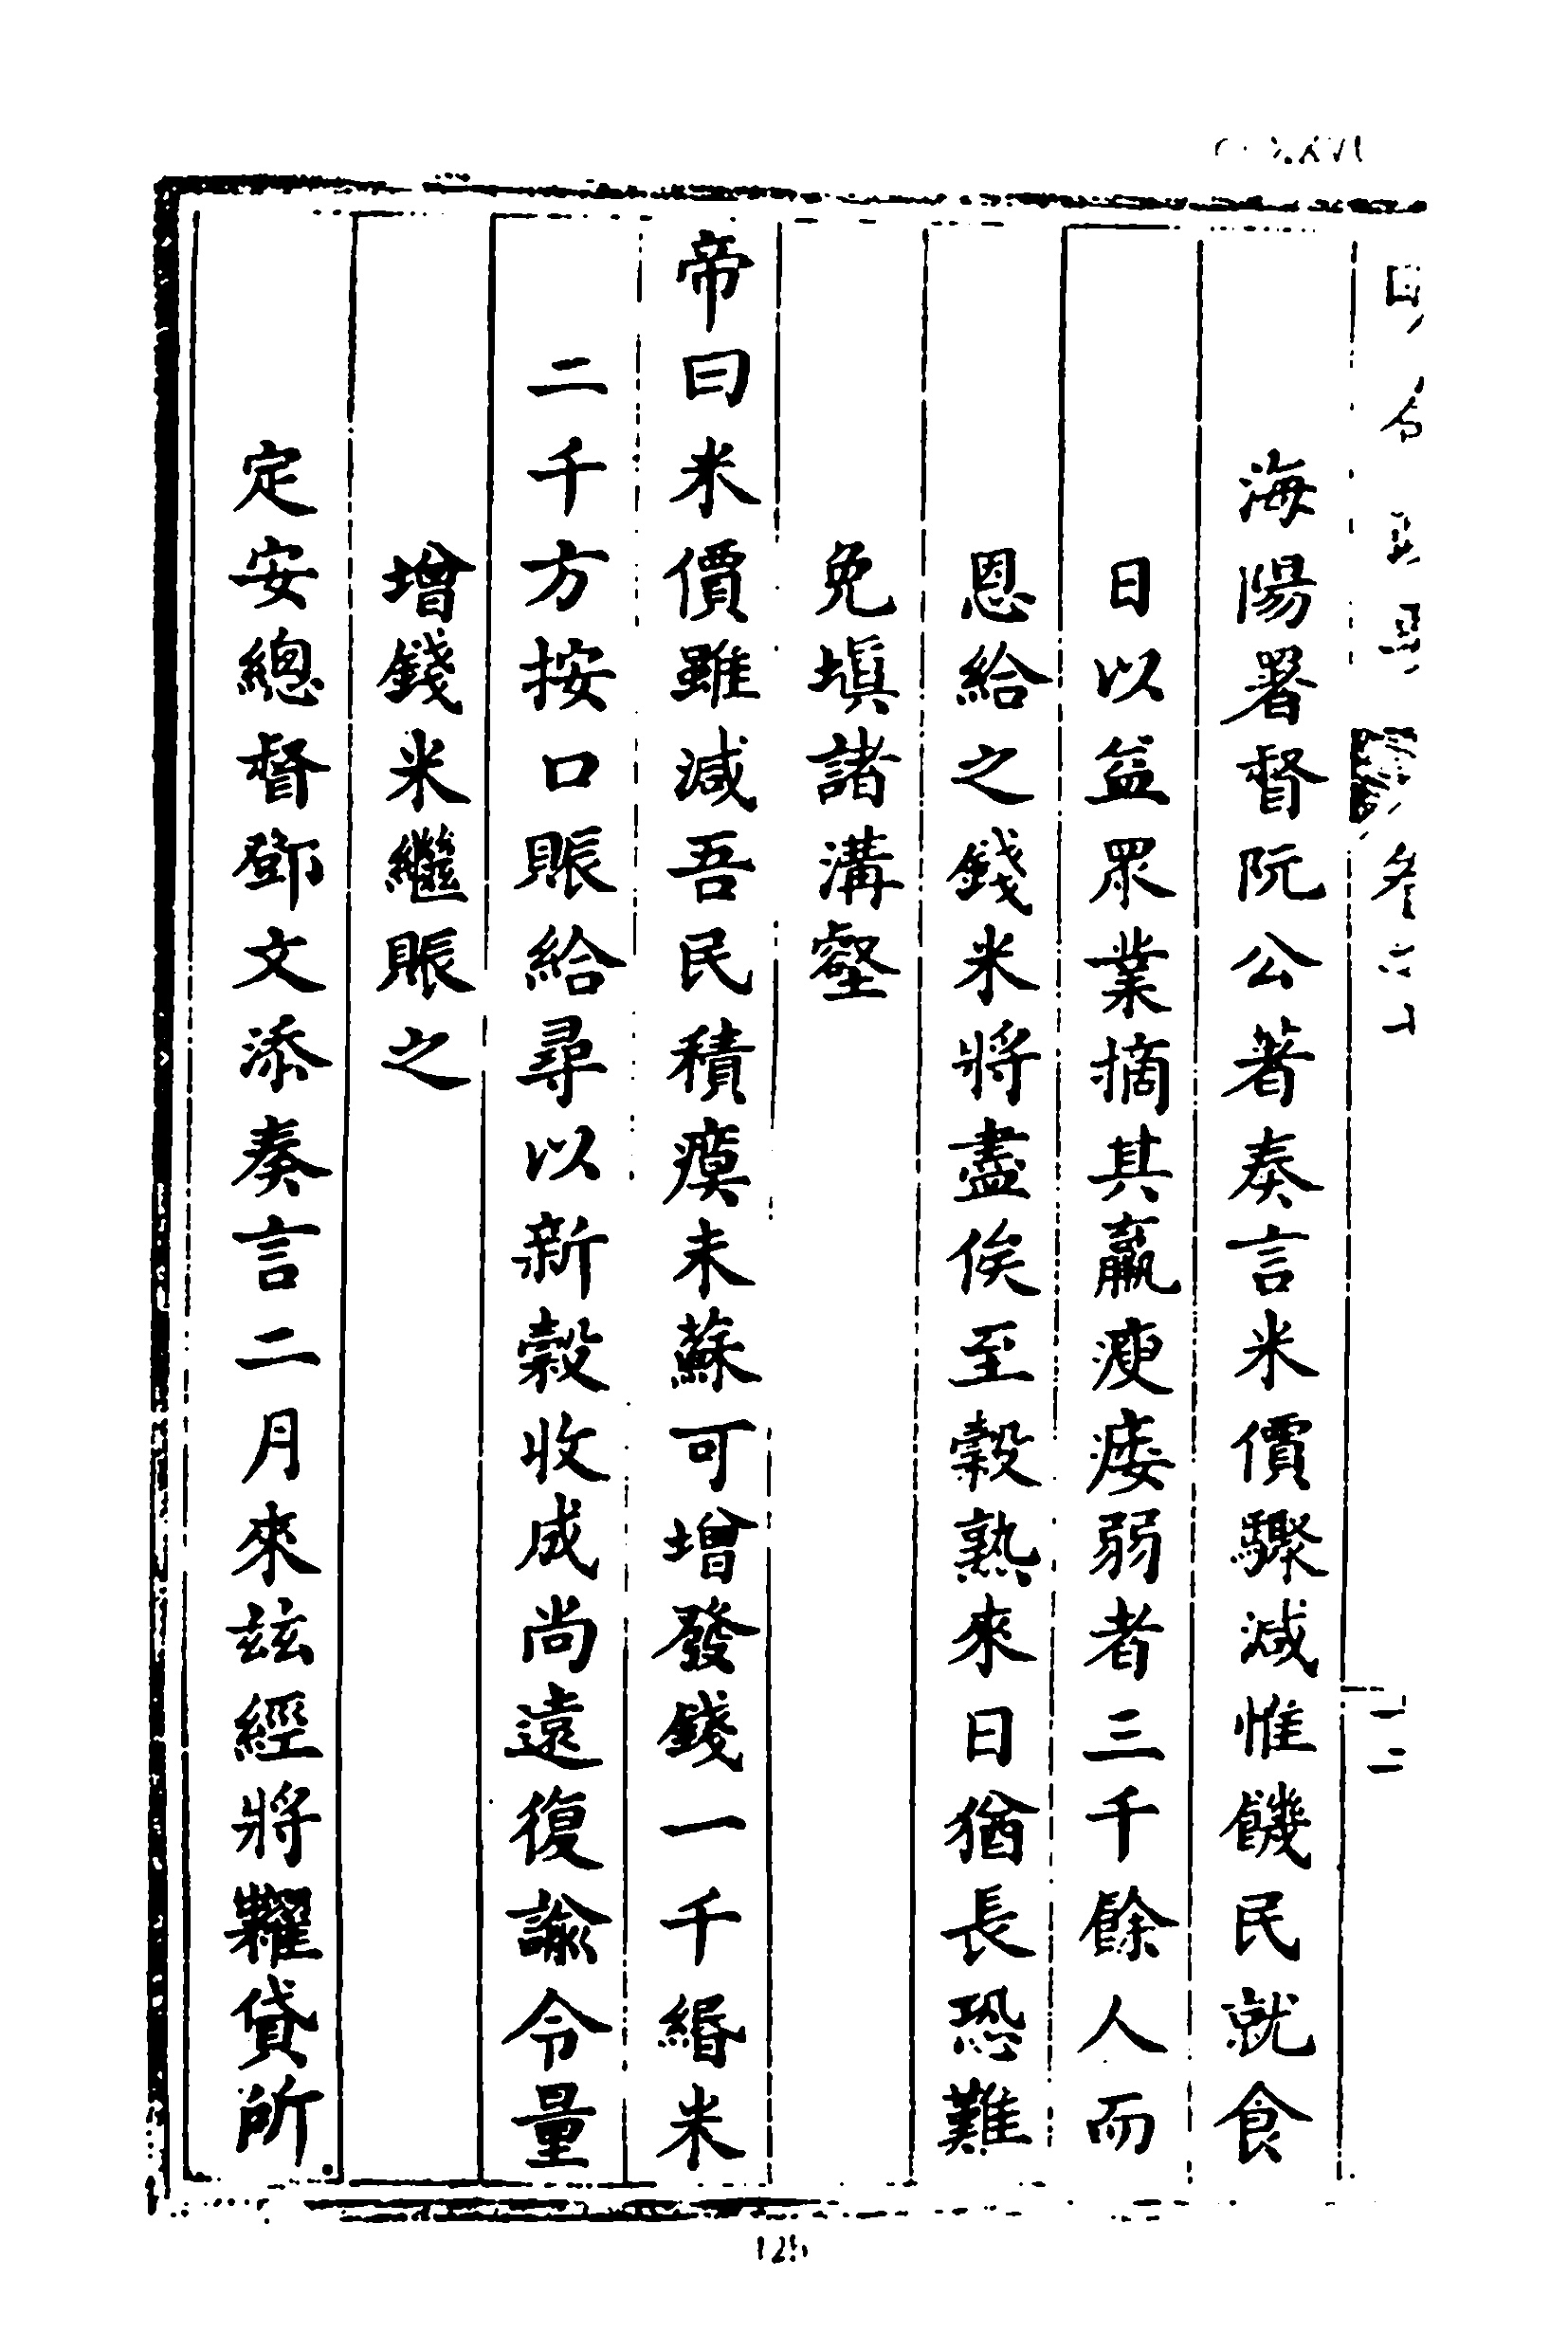 海陽署督阮公著奏言米價驟减惟饑民就食
日以益眾業摘其羸瘦痿弱者三千餘人而
恩給之錢米將盡俟至穀熟來日猶長恐難
免塡諸溝壑
帝曰米價雖减吾民積瘼未蘇可增發錢一千緡米
二千方按口賑給尋以新穀收成尚遠復諭令量
增錢米繼賑之
定安總督鄧文添奏言二月來茲經將糶貸所